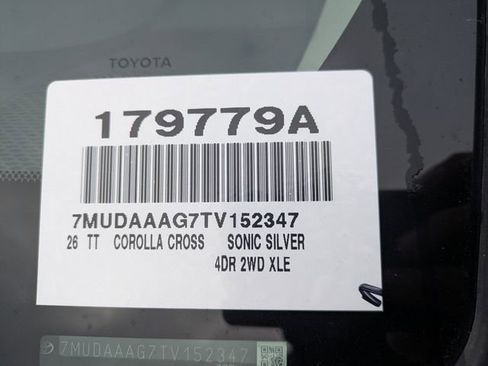 TOYOTA
179779A
7MUDAAAG7TV152347
26 TT COROLLA CROSS SONIC SILVER
4DR 2WD XLE
7MUDAAAG7TV152347